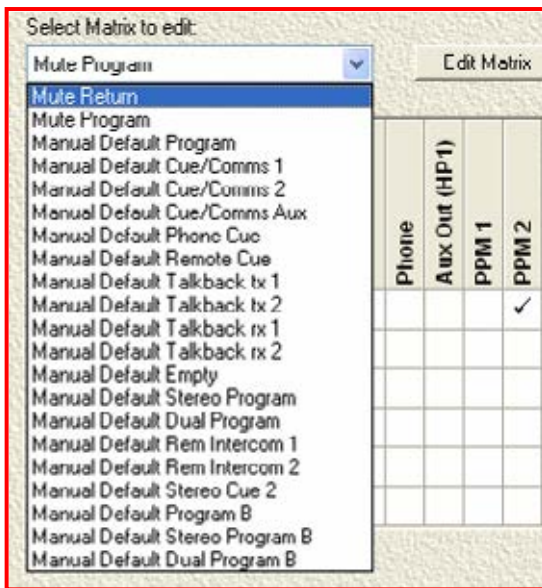 Select Matrix to edit:
Mute Program
Edit Matrix
Mute Return
Mute Program
Manual Default Program
Manual Default Cue/Comms 1
Manual Default Cue/Comms 2
Manual Default Cue/Comms Aux
Manual Default Phone Cue
Manual Default Remote Cue
Manual Default Talkback tx 1
Manual Default Talkback tx 2
Manual Default Talkback rx 1
Manual Default Talkback rx 2
Manual Default Empty
Manual Default Stereo Program
Manual Default Dual Program
Manual Default Rem Intercom 1
Manual Default Rem Intercom 2
Manual Default Stereo Cue 2
Manual Default Program B
Manual Default Stereo Program B
Manual Default Dual Program B
Phone
Aux Out (HP1)
PPM 1
PPM 2